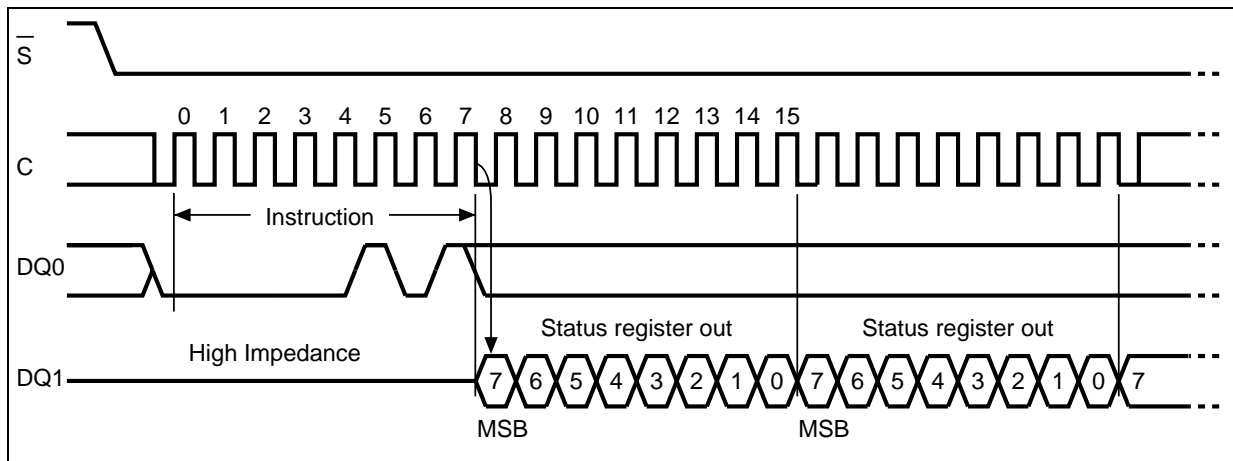 S
0 1 2 3 4 5 6 7 8 9 10 11 12 13 14 15
C
Instruction
DQ0
Status register out Status register out
High Impedance
DQ1
7 6 5 4 3 2 1 0 7 6 5 4 3 2 1 0 7
MSB MSB